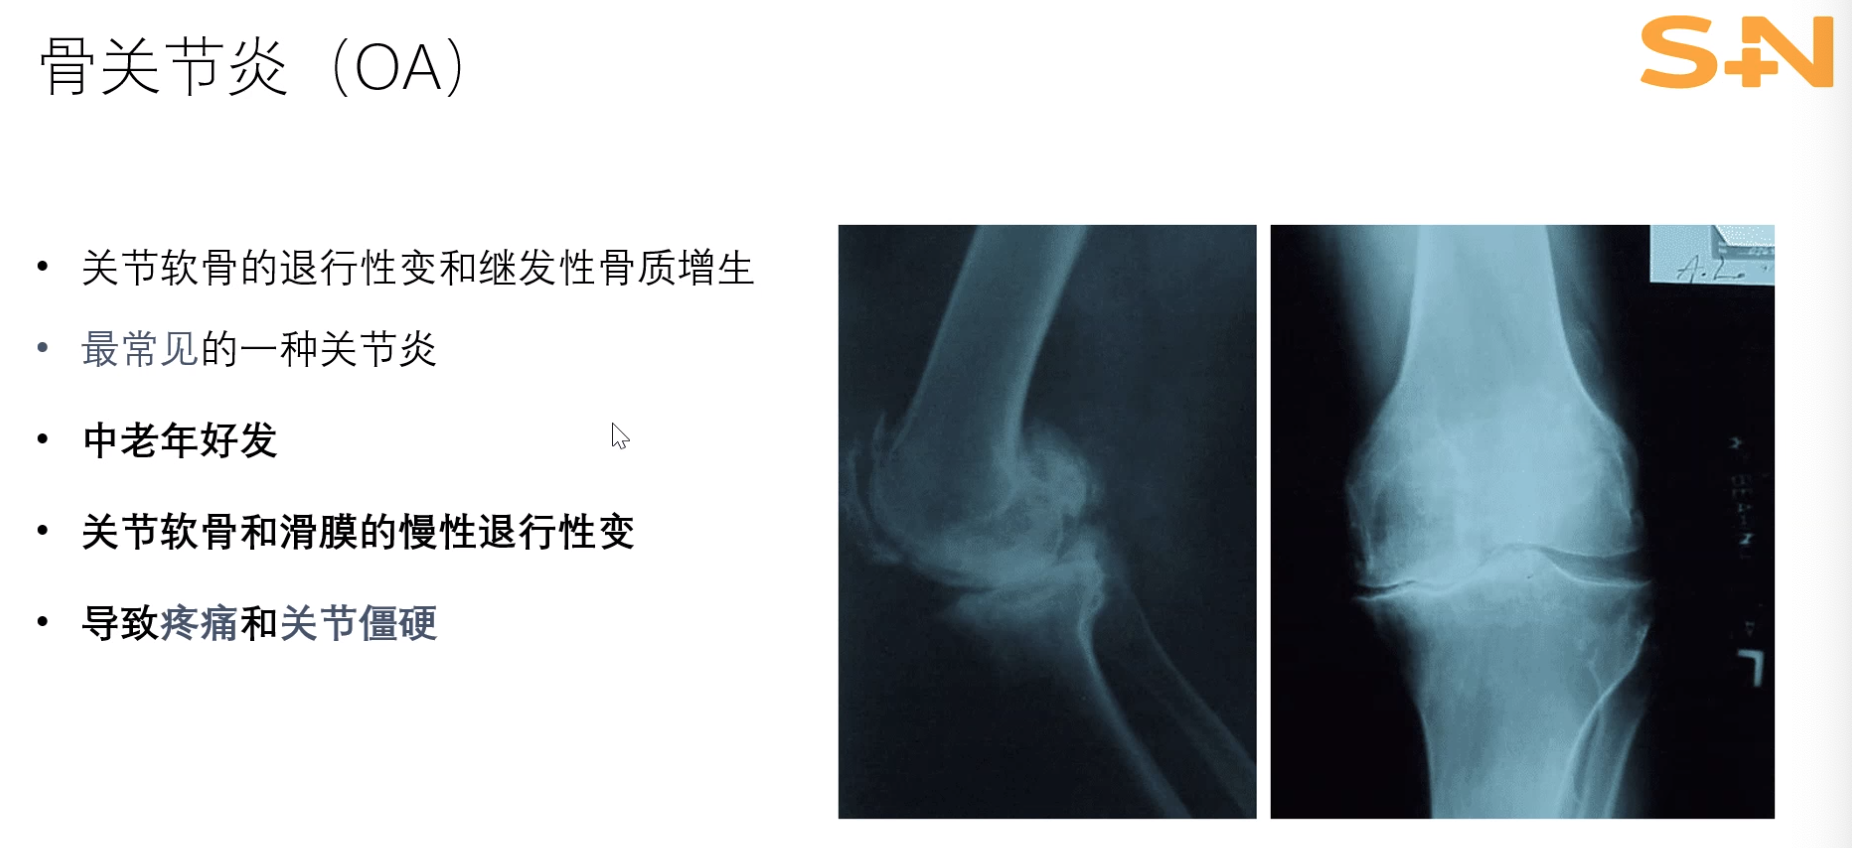 骨关节炎（OA）
S+N
• 关节软骨的退行性变和继发性骨质增生
• 最常见的一种关节炎
• 中老年好发
• 关节软骨和滑膜的慢性退行性变
• 导致疼痛和关节僵硬